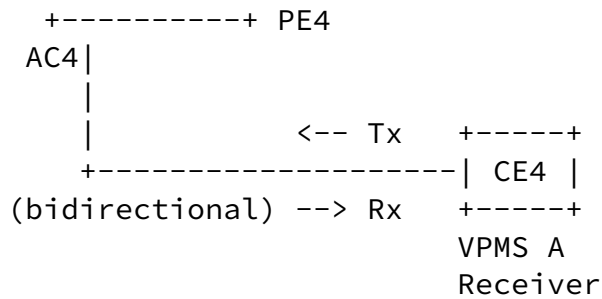 +----------+ PE4
AC4|
|
| <-- Tx +-----+
+--------------------| CE4 |
(bidirectional) --> Rx +-----+
VPMS A
Receiver